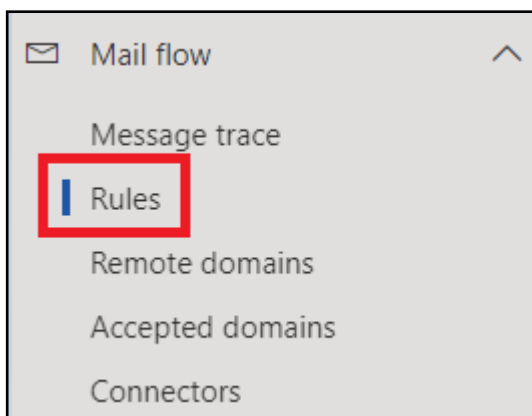 Mail flow
Message trace
Rules
Remote domains
Accepted domains
Connectors